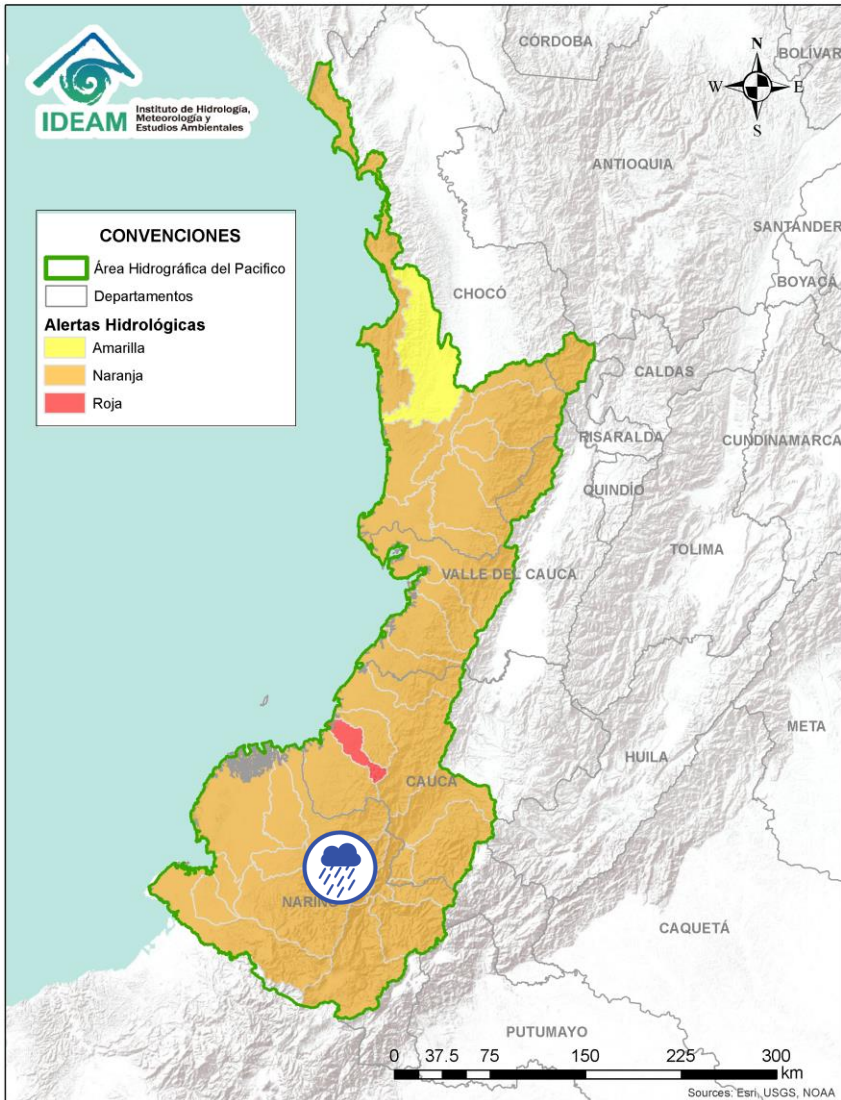 IDEAM
Instituto de Hidrología,
Meteorología y
Estudios Ambientales
CONVENCIONES
Área Hidrográfica del Pacifico
Departamentos
Alertas Hidrológicas
Amarilla
Naranja
Roja
N
W
E
S
CÓRDOBA
BOLÍVAR
ANTIOQUIA
SANTANDER
BOYACÁ
CHOCÓ
CALDAS
RISARALDA
CUNDINAMARCA
QUINDÍO
TOLIMA
VALLE DEL CAUCA
META
HUILA
CAUCA
NARIÑO
CAQUETÁ
PUTUMAYO
0 37.5 75 150 225 300
km
Sources: Esri, USGS, NOAA